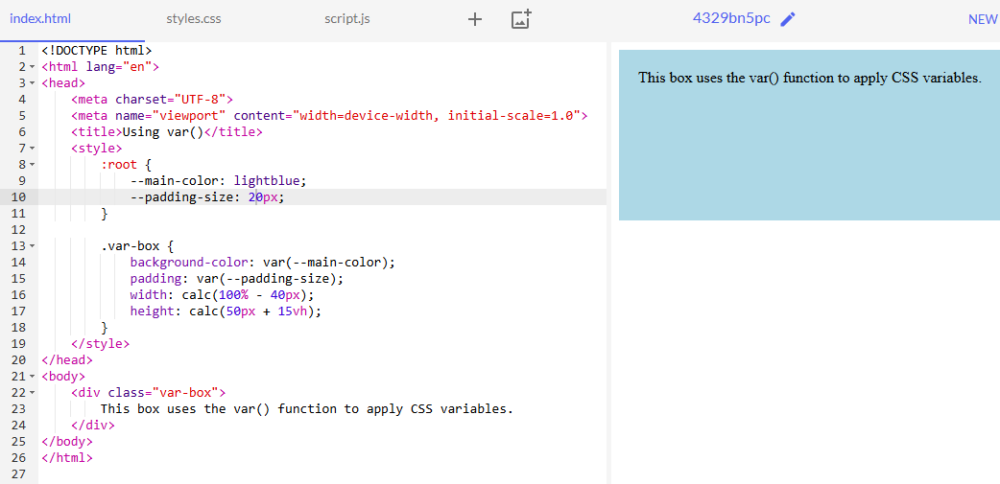 index.html styles.css script.js 4329bn5pc NEW
1 <!DOCTYPE html>
2 <html lang="en">
3 <head>
4 <meta charset="UTF-8">
5 <meta name="viewport" content="width=device-width, initial-scale=1.0">
6 <title>Using var()</title>
7 <style>
8 :root {
9 --main-color: lightblue;
10 --padding-size: 20px;
11 }
12
13 .var-box {
14 background-color: var(--main-color);
15 padding: var(--padding-size);
16 width: calc(100% - 40px);
17 height: calc(50px + 15vh);
18 }
19 </style>
20 </head>
21 <body>
22 <div class="var-box">
23 This box uses the var() function to apply CSS variables.
24 </div>
25 </body>
26 </html>
27
This box uses the var() function to apply CSS variables.